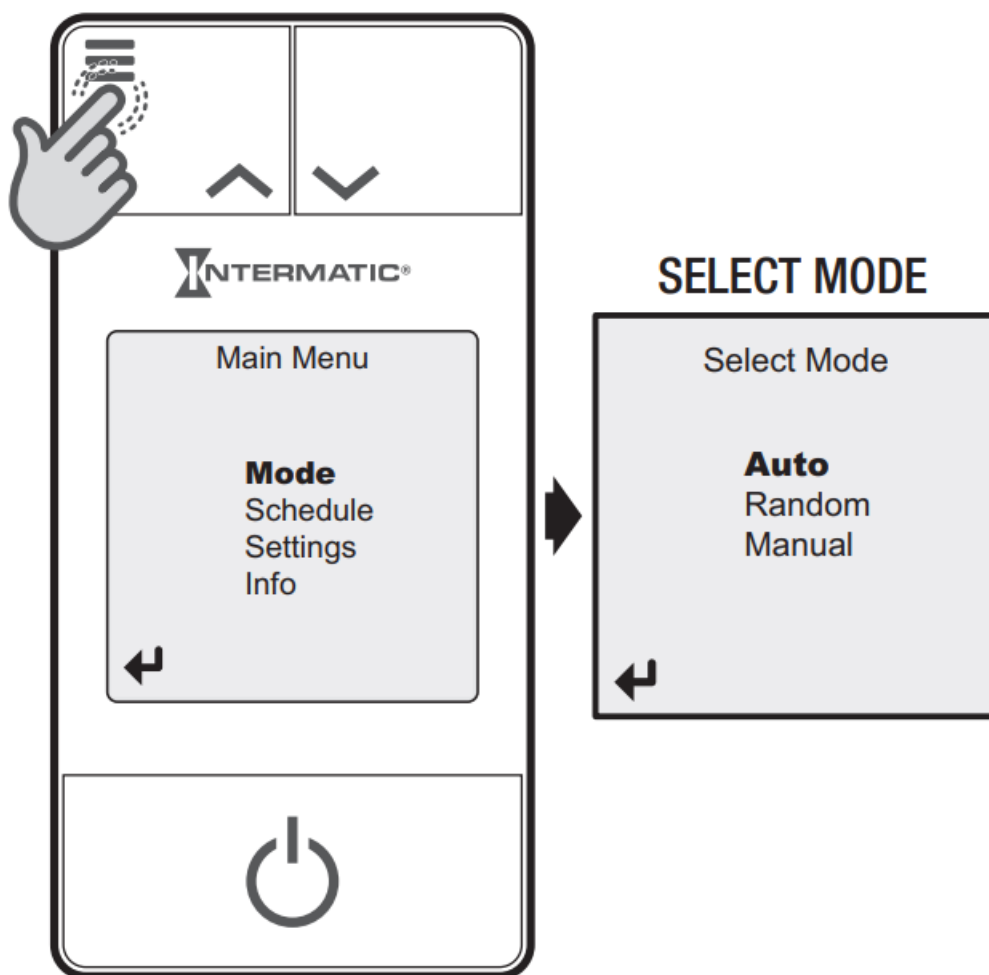 INTERMATIC®
Main Menu
Mode
Schedule
Settings
Info
SELECT MODE
Select Mode
Auto
Random
Manual